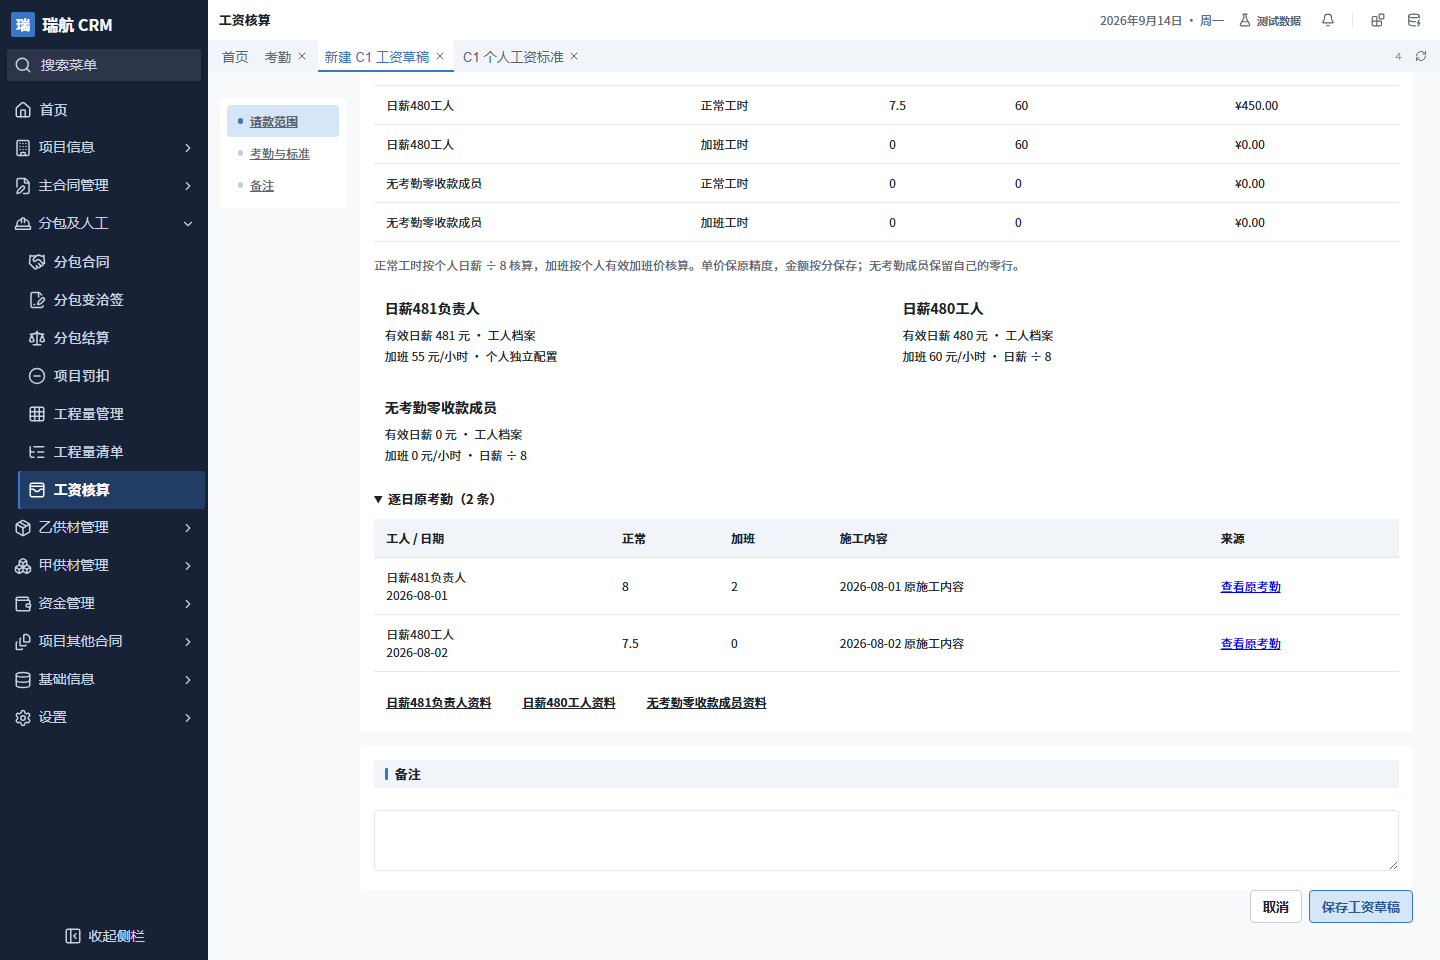 瑞 瑞航 CRM
搜索菜单
首页
项目信息
主合同管理
分包及人工
分包合同
分包变洽签
分包结算
项目罚扣
工程量管理
工程量清单
工资核算
乙供材管理
甲供材管理
资金管理
项目其他合同
基础信息
设置
收起侧栏
工资核算
2026年9月14日 · 周一 测试数据
首页 考勤 新建 C1 工资草稿 C1 个人工资标准 4
请款范围
考勤与标准
备注
日薪480工人 正常工时 7.5 60 ¥450.00
日薪480工人 加班工时 0 60 ¥0.00
无考勤零收款成员 正常工时 0 0 ¥0.00
无考勤零收款成员 加班工时 0 0 ¥0.00
正常工时按个人日薪 ÷ 8 核算，加班按个人有效加班价核算。单价保原精度，金额按分保存；无考勤成员保留自己的零行。
日薪481负责人
有效日薪 481 元 · 工人档案
加班 55 元/小时 · 个人独立配置
日薪480工人
有效日薪 480 元 · 工人档案
加班 60 元/小时 · 日薪 ÷ 8
无考勤零收款成员
有效日薪 0 元 · 工人档案
加班 0 元/小时 · 日薪 ÷ 8
▼ 逐日原考勤（2 条）
工人 / 日期 正常 加班 施工内容 来源
日薪481负责人
2026-08-01 8 2 2026-08-01 原施工内容 查看原考勤
日薪480工人
2026-08-02 7.5 0 2026-08-02 原施工内容 查看原考勤
日薪481负责人资料 日薪480工人资料 无考勤零收款成员资料
备注
取消 保存工资草稿